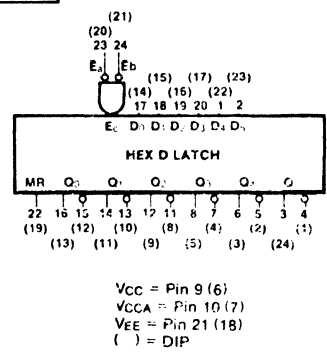 (21)
(20)
23 24
Ea Eb
(15) (17) (23)
(14) (16) (22)
17 18 19 20 1 2
Ec D0 D1 D2 D3 D4 D5
HEX D LATCH
MR Q0 Q1 Q2 Q3 Q4 Q
22 16 15 14 13 12 11 8 7 6 5 3 4
(19) (12) (10) (8) (4) (2) (1)
(13) (11) (9) (5) (3) (24)
VCC = Pin 9 (6)
VCCA = Pin 10 (7)
VEE = Pin 21 (18)
( ) = DIP